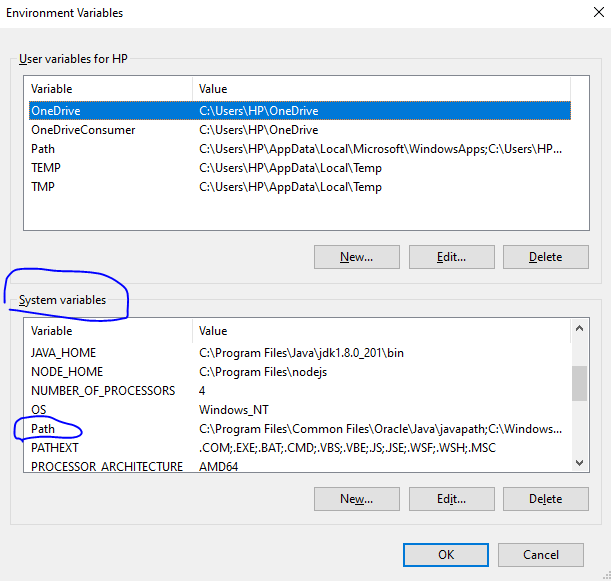 Environment Variables
User variables for HP
Variable Value
OneDrive C:\Users\HP\OneDrive
OneDriveConsumer C:\Users\HP\OneDrive
Path C:\Users\HP\AppData\Local\Microsoft\WindowsApps;C:\Users\HP...
TEMP C:\Users\HP\AppData\Local\Temp
TMP C:\Users\HP\AppData\Local\Temp
New... Edit... Delete
System variables
Variable Value
JAVA_HOME C:\Program Files\Java\jdk1.8.0_201\bin
NODE_HOME C:\Program Files\nodejs
NUMBER_OF_PROCESSORS 4
OS Windows_NT
Path C:\Program Files\Common Files\Oracle\Java\javapath;C:\Windows...
PATHEXT .COM;.EXE;.BAT;.CMD;.VBS;.VBE;.JS;.JSE;.WSF;.WSH;.MSC
PROCESSOR_ARCHITECTURE AMD64
New... Edit... Delete
OK Cancel